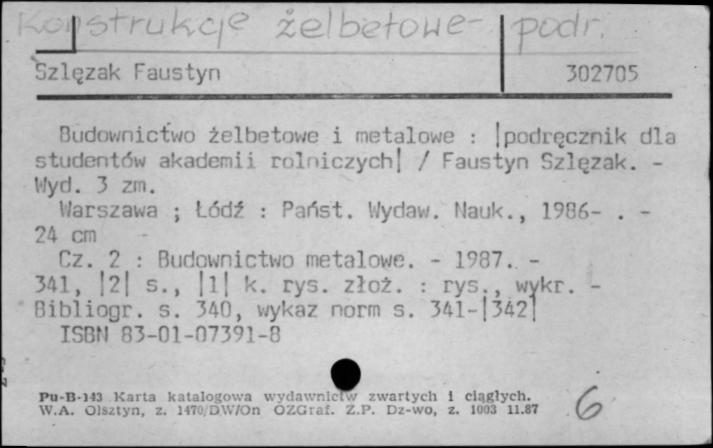 Konstrukcje żelbetowe - podr.
Szlęzak Faustyn 302705
Budownictwo żelbetowe i metalowe : |podręcznik dla
studentów akademii rolniczych| / Faustyn Szlęzak. -
Wyd. 3 zm.
Warszawa ; Łódź : Państ. Wydaw. Nauk., 1986- . -
24 cm
Cz. 2 : Budownictwo metalowe. - 1987. -
341, |2| s., |1| k. rys. złoż. : rys., wykr. -
Bibliogr. s. 340, wykaz norm s. 341-|342|
ISBN 83-01-07391-8
Pu-B-143 Karta katalogowa wydawnictw zwartych i ciągłych.
W.A. Olsztyn, z. 1470/DW/On OZGraf. Z.P. Dz-wo, z. 1003 11.87
6